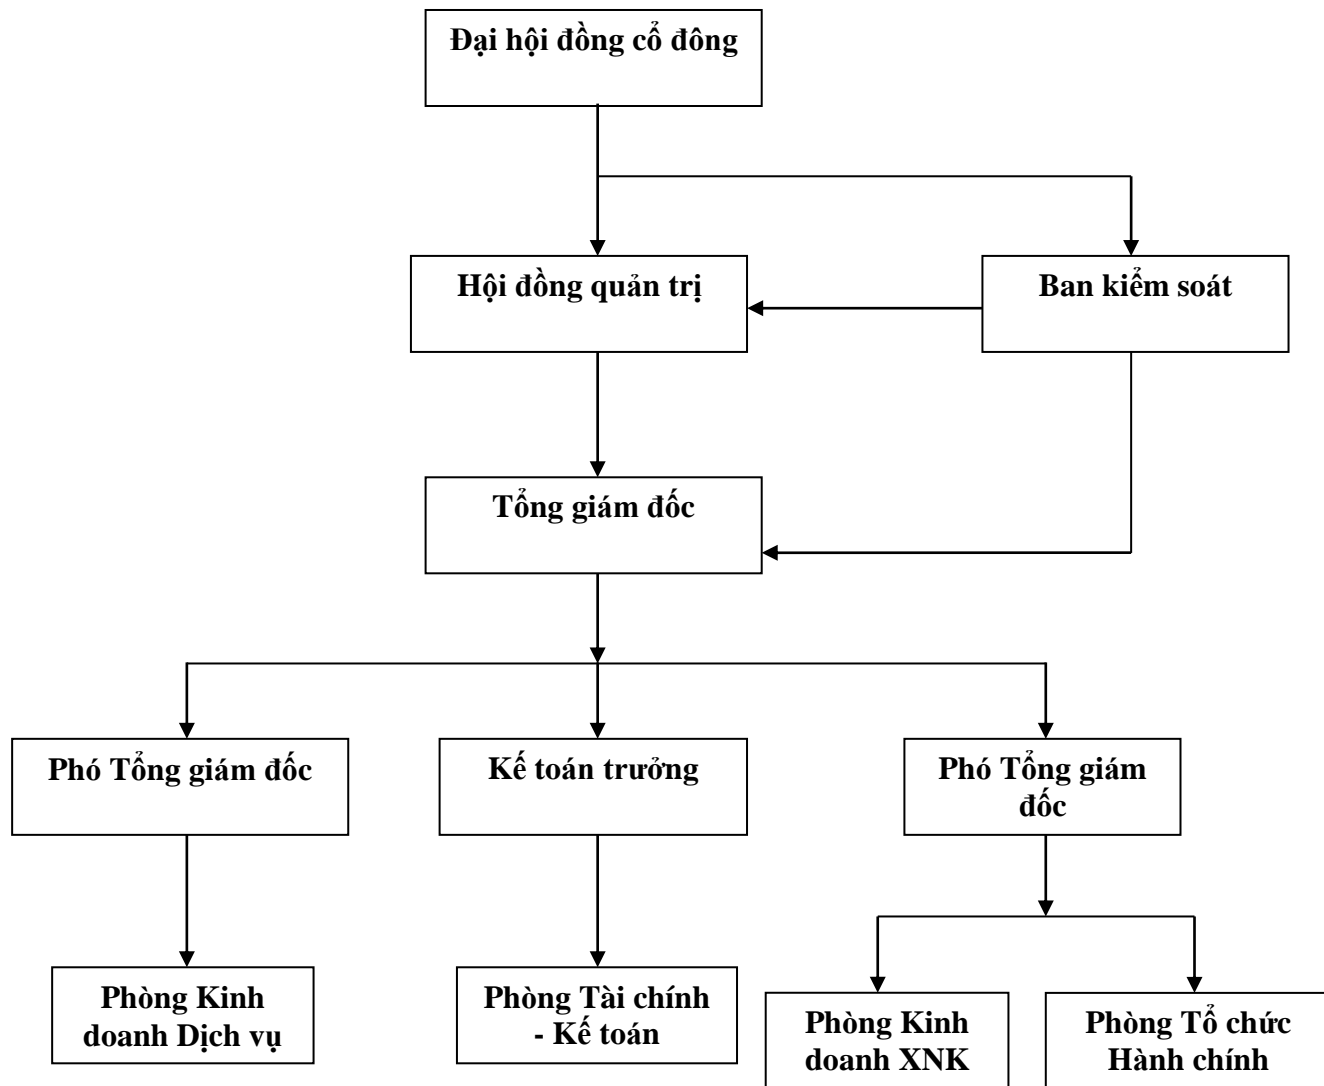 Đại hội đồng cổ đông
Hội đồng quản trị
Ban kiểm soát
Tổng giám đốc
Phó Tổng giám đốc
Kế toán trưởng
Phó Tổng giám
đốc
Phòng Kinh
doanh Dịch vụ
Phòng Tài chính
- Kế toán
Phòng Kinh
doanh XNK
Phòng Tổ chức
Hành chính